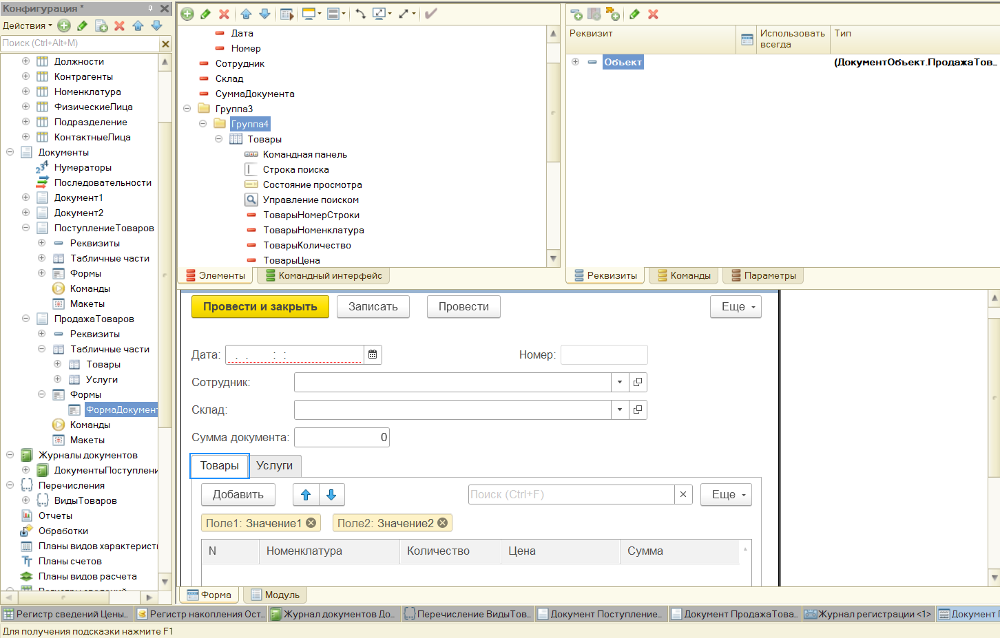 Конфигурация *
Действия
Поиск (Ctrl+Alt+M)
Должности
Контрагенты
Номенклатура
ФизическиеЛица
Подразделение
КонтактныеЛица
Документы
Нумераторы
Последовательности
Документ1
Документ2
ПоступлениеТоваров
Реквизиты
Табличные части
Формы
Команды
Макеты
ПродажаТоваров
Реквизиты
Табличные части
Товары
Услуги
Формы
ФормаДокумент
Команды
Макеты
Журналы документов
ДокументыПоступлени
Перечисления
ВидыТоваров
Отчеты
Обработки
Планы видов характеристи
Планы счетов
Планы видов расчета
Регистры сведений
Дата
Номер
Сотрудник
Склад
СуммаДокумента
Группа3
Группа4
Товары
Командная панель
Строка поиска
Состояние просмотра
Управление поиском
ТоварыНомерСтроки
ТоварыНоменклатура
ТоварыКоличество
ТоварыЦена
Элементы
Командный интерфейс
Реквизит
Использовать всегда
Тип
Объект
(ДокументОбъект.ПродажаТов...
Реквизиты
Команды
Параметры
Провести и закрыть
Записать
Провести
Еще
Дата: . . : :
Номер:
Сотрудник:
Склад:
Сумма документа: 0
Товары
Услуги
Добавить
Поиск (Ctrl+F)
Еще
Поле1: Значение1
Поле2: Значение2
N
Номенклатура
Количество
Цена
Сумма
Форма
Модуль
Регистр сведений Цены...
Регистр накопления Ост...
Журнал документов До...
Перечисление ВидыТов...
Документ Поступление...
Документ ПродажаТова...
Журнал регистрации <1>
Документ П
Для получения подсказки нажмите F1